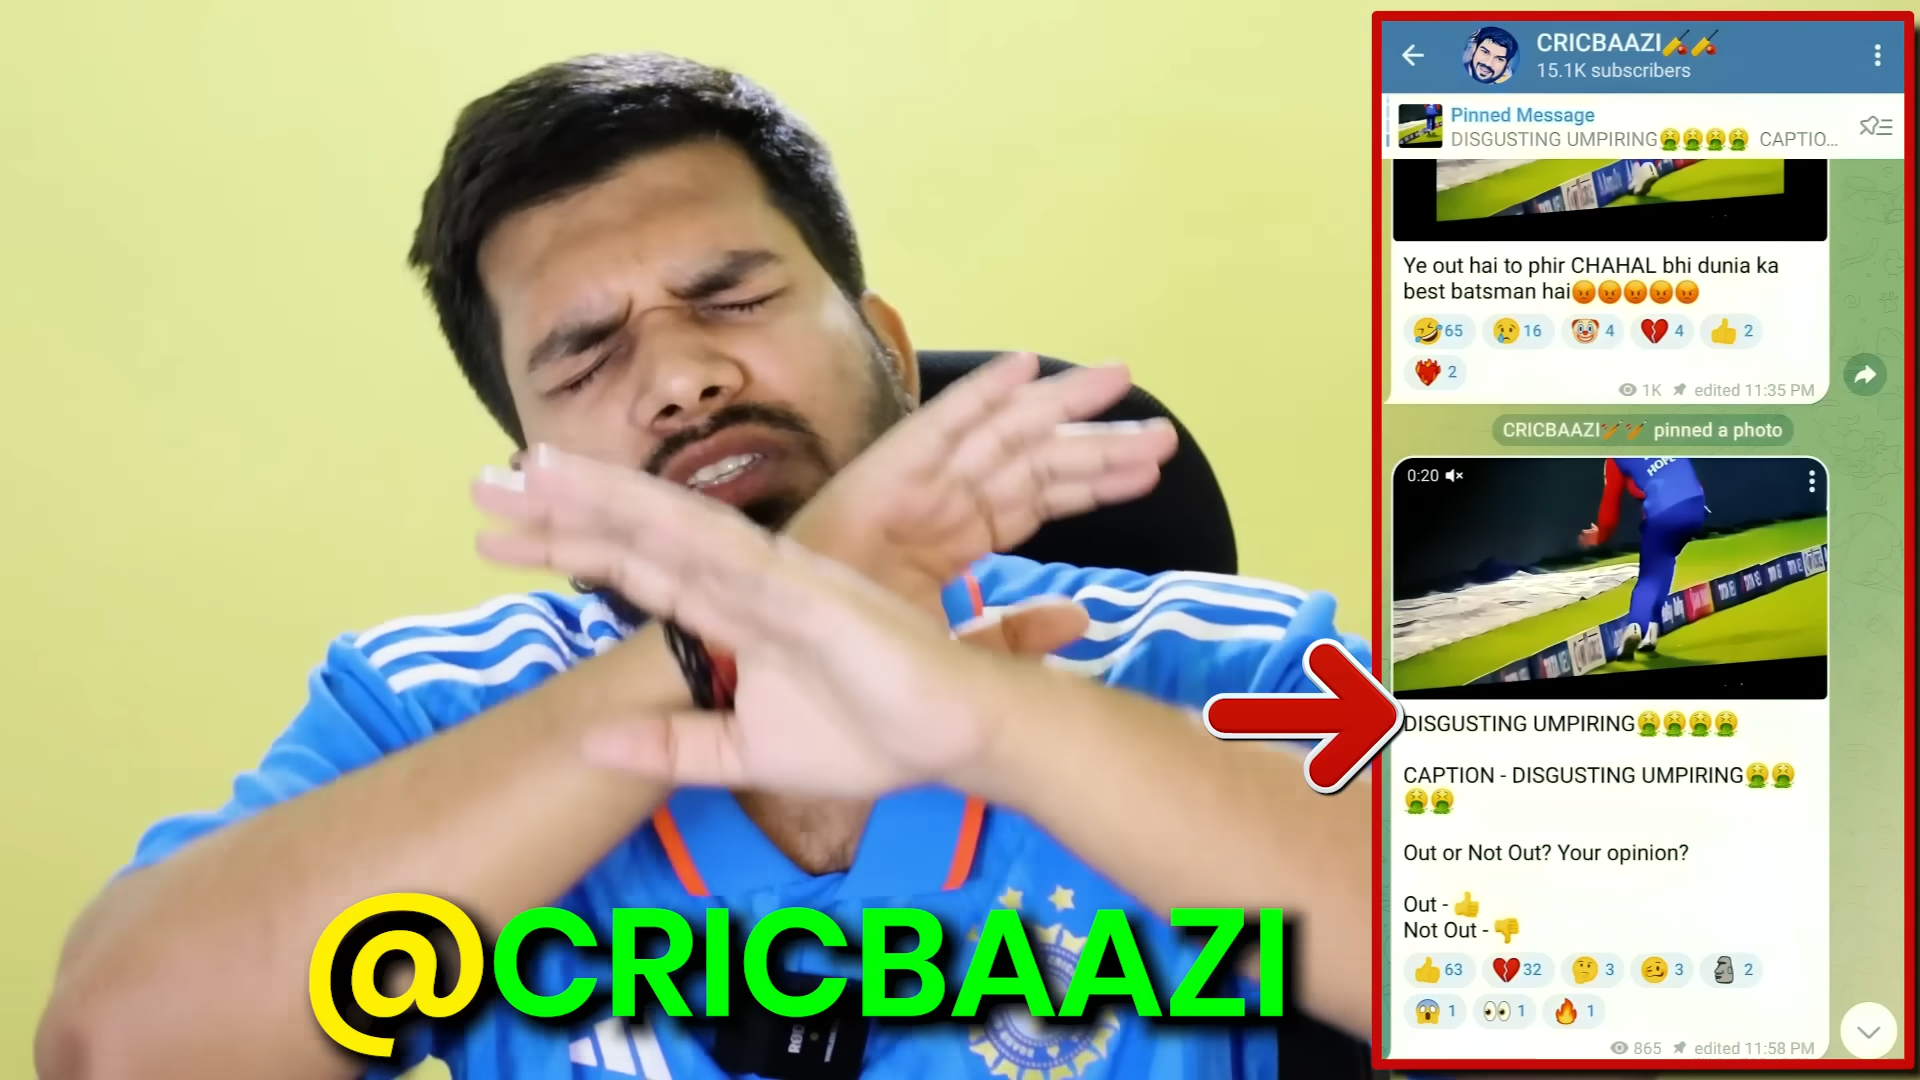 CRICBAAZI🏏🏏
15.1K subscribers
Pinned Message
DISGUSTING UMPIRING🤮🤮🤮🤮 CAPTIO...
Ye out hai to phir CHAHAL bhi dunia ka
best batsman hai😡😡😡😡😡
🤣 65 😢 16 🤡 4 💔 4 👍 2
❤️‍🔥 2
1K edited 11:35 PM
CRICBAAZI🏏🏏 pinned a photo
0:20
HOPE
DISGUSTING UMPIRING🤮🤮🤮🤮
CAPTION - DISGUSTING UMPIRING🤮🤮
🤮🤮
Out or Not Out? Your opinion?
Out - 👍
Not Out - 👎
👍 63 💔 32 🤔 3 🥴 3 🗿 2
😱 1 👀 1 🔥 1
865 edited 11:58 PM
@CRICBAAZI